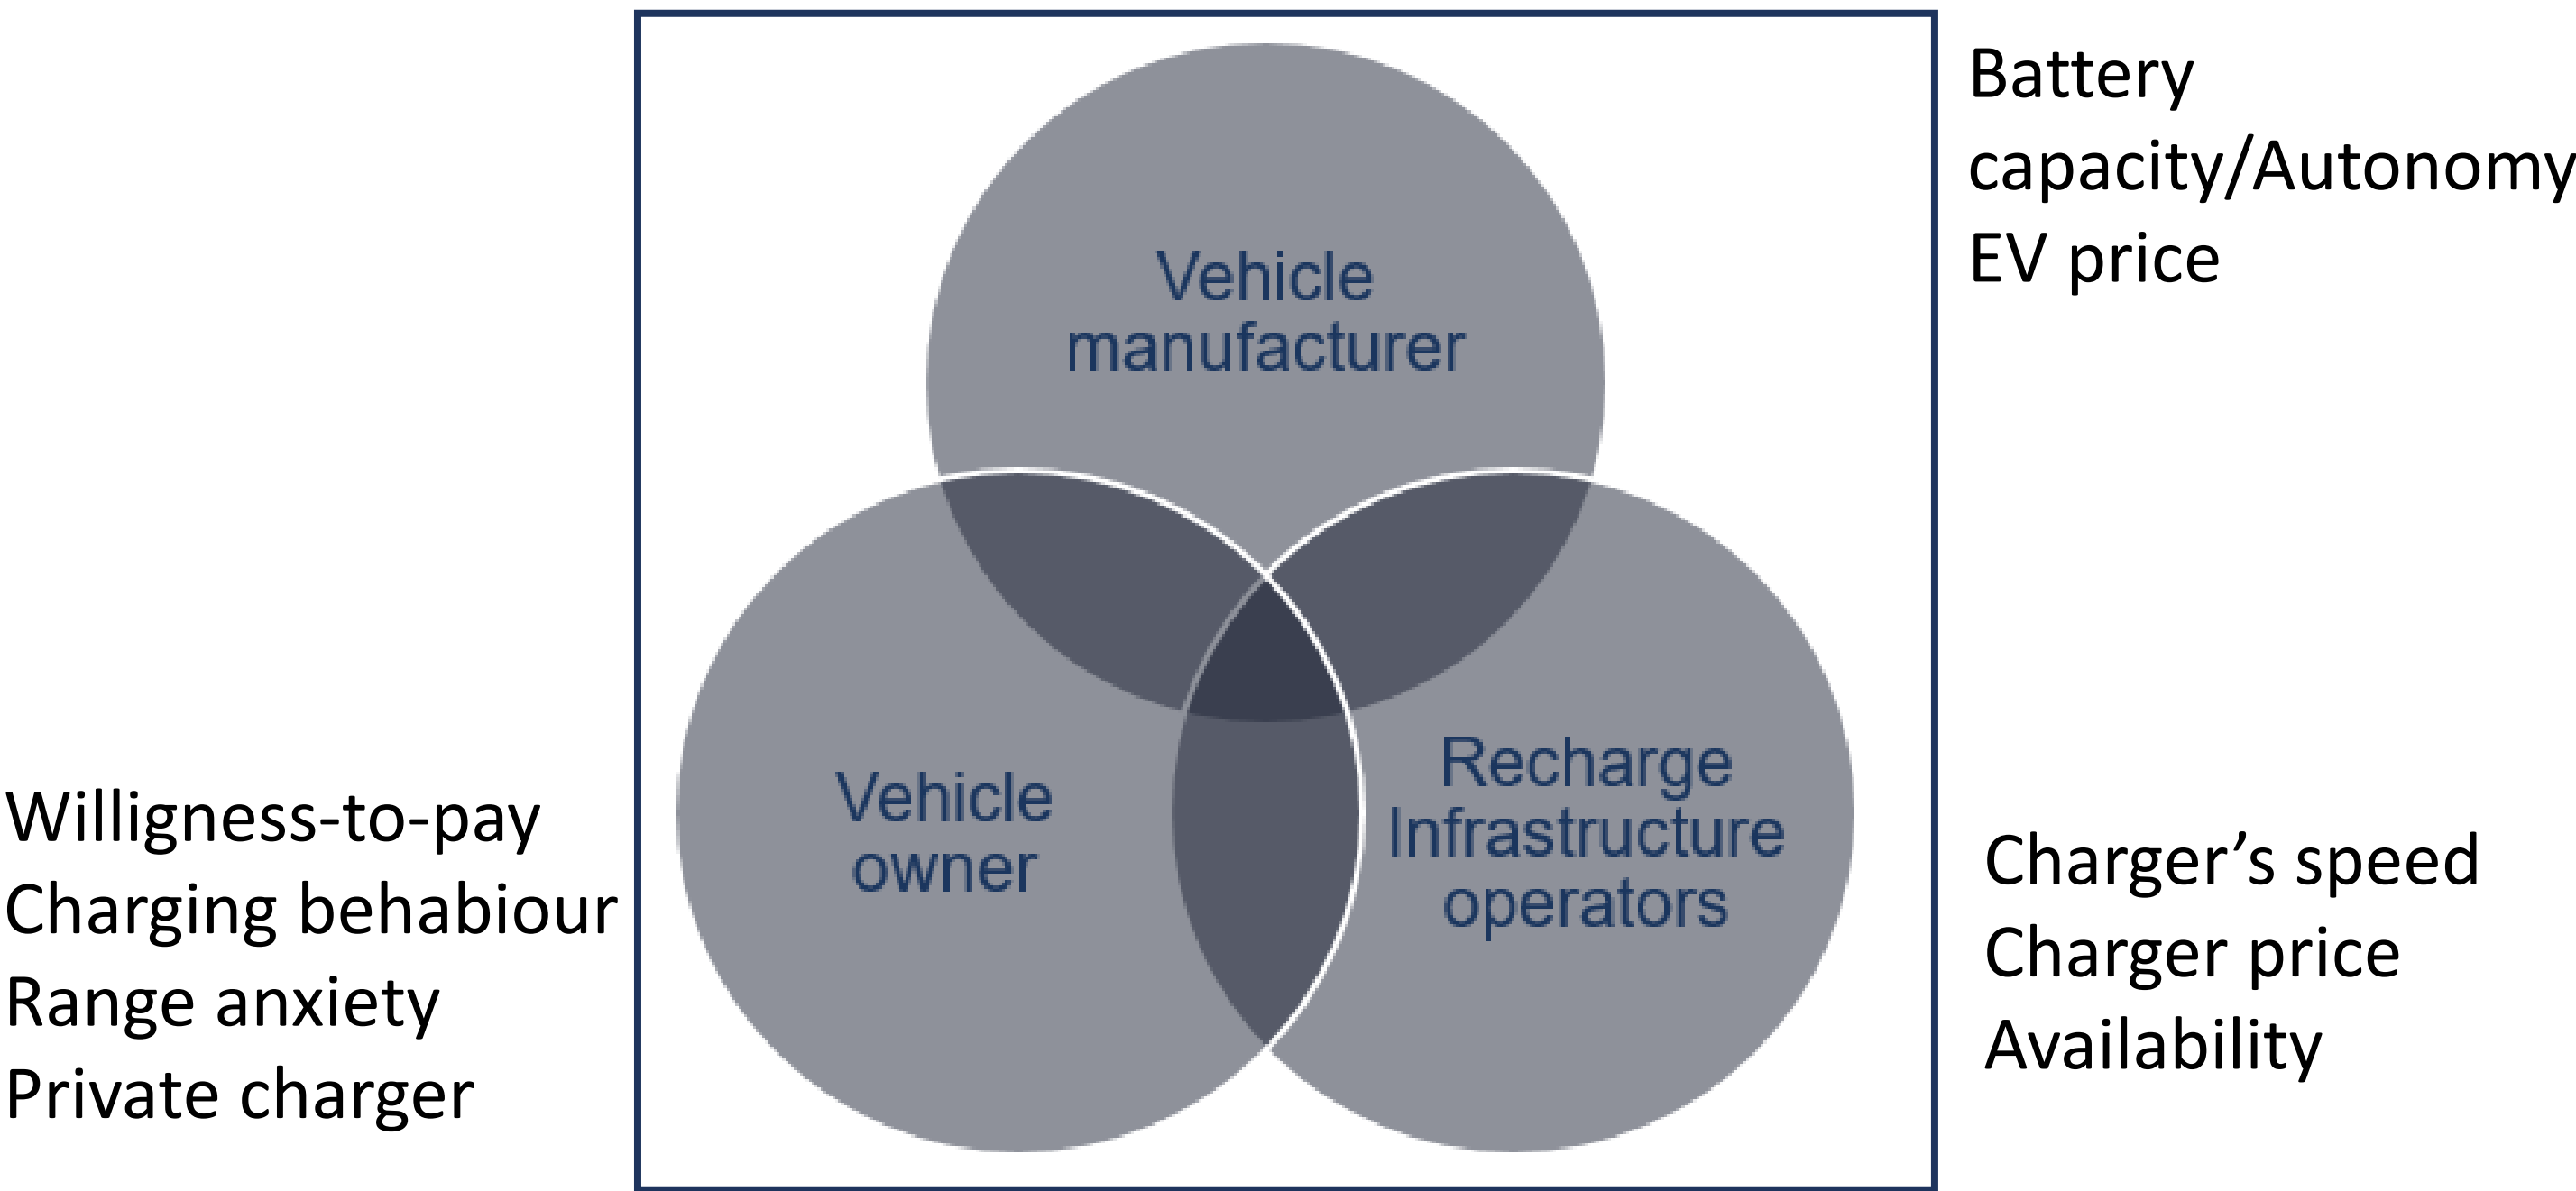 Battery
capacity/Autonomy
EV price
Vehicle
manufacturer
Willigness-to-pay
Charging behabiour
Range anxiety
Private charger
Vehicle
owner
Recharge
Infrastructure
operators
Charger’s speed
Charger price
Availability